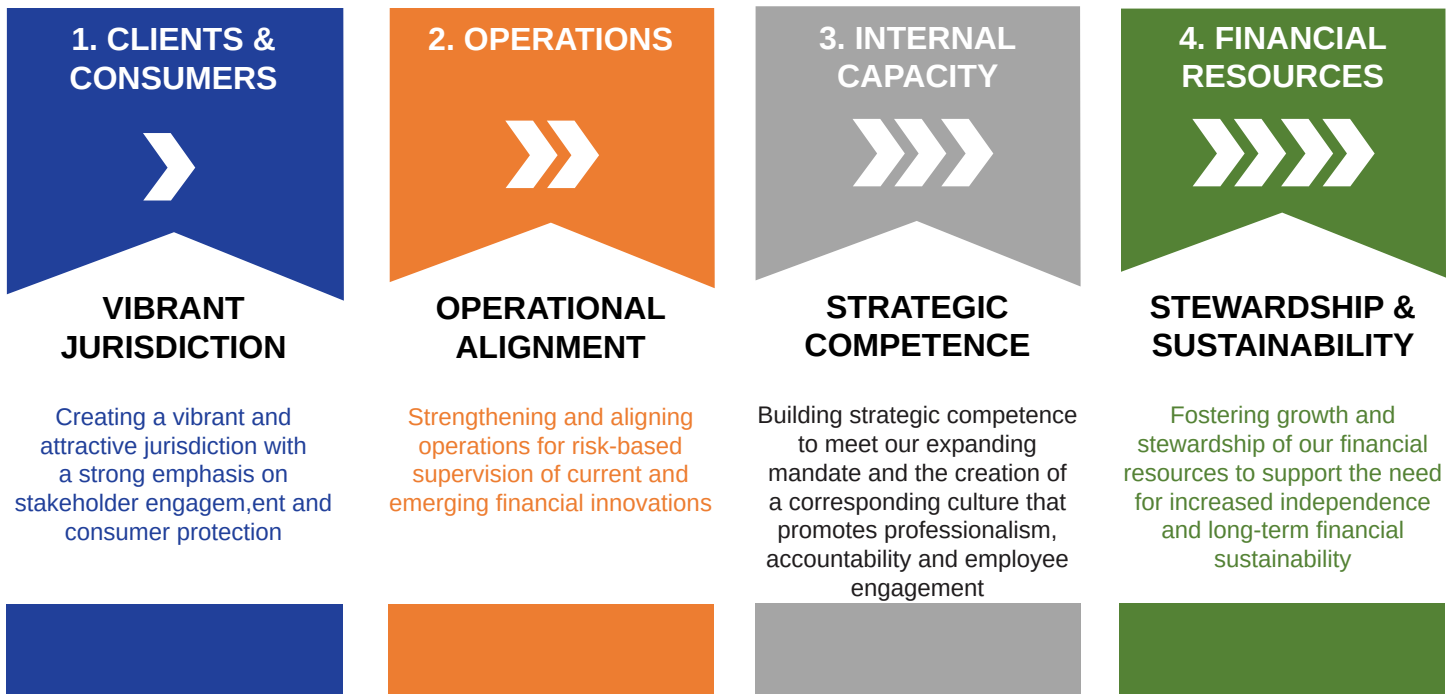 1. CLIENTS &
CONSUMERS
VIBRANT
JURISDICTION
Creating a vibrant and
attractive jurisdiction with
a strong emphasis on
stakeholder engagem,ent and
consumer protection
2. OPERATIONS
OPERATIONAL
ALIGNMENT
Strengthening and aligning
operations for risk-based
supervision of current and
emerging financial innovations
3. INTERNAL
CAPACITY
STRATEGIC
COMPETENCE
Building strategic competence
to meet our expanding
mandate and the creation of
a corresponding culture that
promotes professionalism,
accountability and employee
engagement
4. FINANCIAL
RESOURCES
STEWARDSHIP &
SUSTAINABILITY
Fostering growth and
stewardship of our financial
resources to support the need
for increased independence
and long-term financial
sustainability